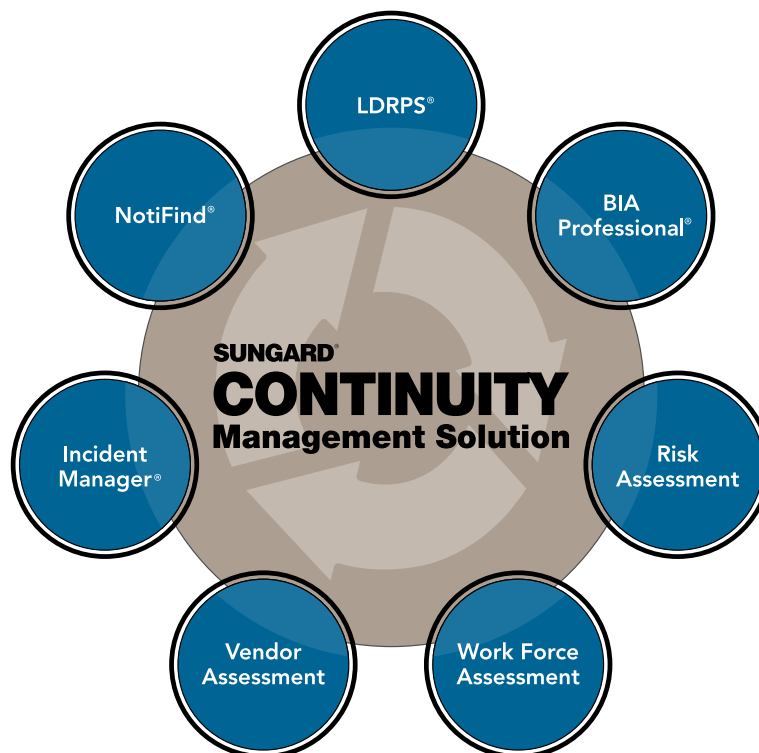 LDRPS®
NotiFind®
BIA
Professional®
SUNGARD®
CONTINUITY
Management Solution
Incident
Manager®
Risk
Assessment
Vendor
Assessment
Work Force
Assessment